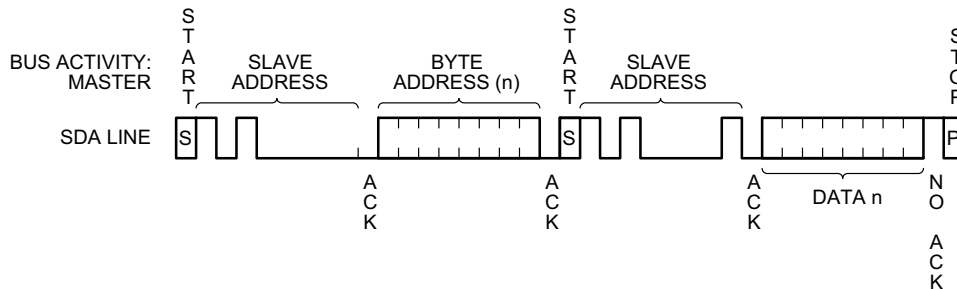 START
START
STOP
BUS ACTIVITY:
MASTER
SLAVE
ADDRESS
BYTE
ADDRESS (n)
SLAVE
ADDRESS
SDA LINE
S
S
P
ACK
ACK
ACK
DATA n
NO ACK